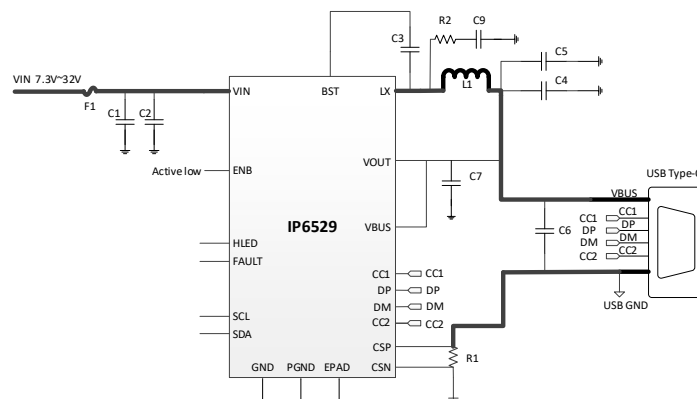 R2
C9
C3
C5
VIN 7.3V~32V
L1
C4
VIN
BST
LX
F1
C1
C2
Active low
ENB
VOUT
C7
USB Type-C
VBUS
IP6529
VBUS
C6
CC1
CC1
DP
DP
DM
DM
CC2
CC2
HLED
FAULT
CC1
CC1
DP
DP
DM
DM
CC2
CC2
USB GND
SCL
SDA
CSP
R1
CSN
GND
PGND
EPAD